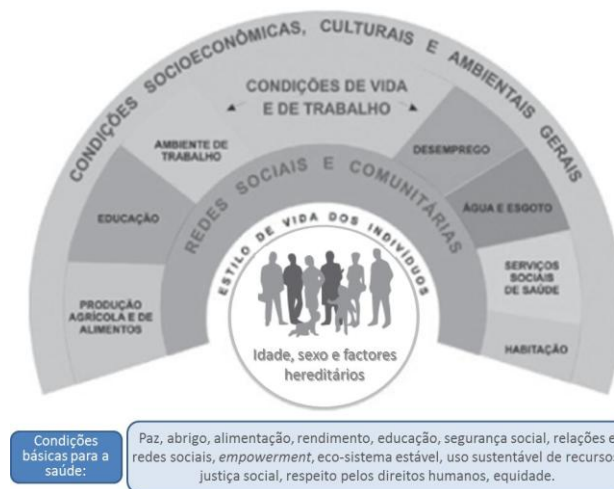 CONDIÇÕES SOCIOECONÔMICAS, CULTURAIS E AMBIENTAIS GERAIS
CONDIÇÕES DE VIDA
E DE TRABALHO
AMBIENTE DE
TRABALHO
DESEMPREGO
REDES SOCIAIS E COMUNITÁRIAS
EDUCAÇÃO
ÁGUA E ESGOTO
ESTILO DE VIDA DOS INDIVÍDUOS
SERVIÇOS
SOCIAIS
DE SAÚDE
PRODUÇÃO
AGRÍCOLA E DE
ALIMENTOS
HABITAÇÃO
Idade, sexo e factores
hereditários
Condições
básicas para a
saúde:
Paz, abrigo, alimentação, rendimento, educação, segurança social, relações e
redes sociais, empowerment, eco-sistema estável, uso sustentável de recursos
justiça social, respeito pelos direitos humanos, equidade.